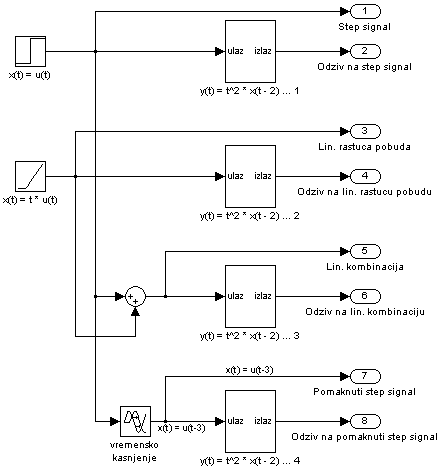 1
Step signal
x(t) = u(t)
ulaz izlaz
2
Odziv na step signal
y(t) = t^2 * x(t - 2) ... 1
3
Lin. rastuca pobuda
x(t) = t * u(t)
ulaz izlaz
4
Odziv na lin. rastucu pobudu
y(t) = t^2 * x(t - 2) ... 2
5
Lin. kombinacija
+
+
ulaz izlaz
6
Odziv na lin. kombinaciju
y(t) = t^2 * x(t - 2) ... 3
x(t) = u(t-3)
7
Pomaknuti step signal
vremensko
kasnjenje
x(t) = u(t-3)
ulaz izlaz
8
Odziv na pomaknuti step signal
y(t) = t^2 * x(t - 2) ... 4